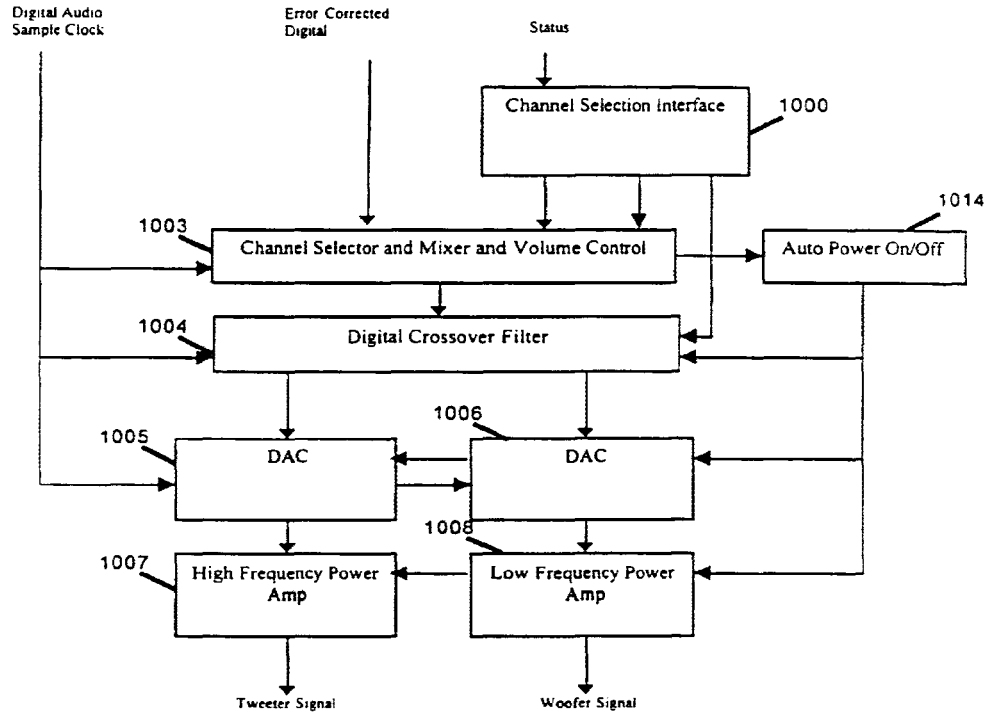 Digital Audio
Sample Clock
Error Corrected
Digital
Status
Channel Selection Interface
1000
1014
1003
Channel Selector and Mixer and Volume Control
Auto Power On/Off
1004
Digital Crossover Filter
1006
1005
DAC
DAC
1008
1007
High Frequency Power
Amp
Low Frequency Power
Amp
Tweeter Signal
Woofer Signal